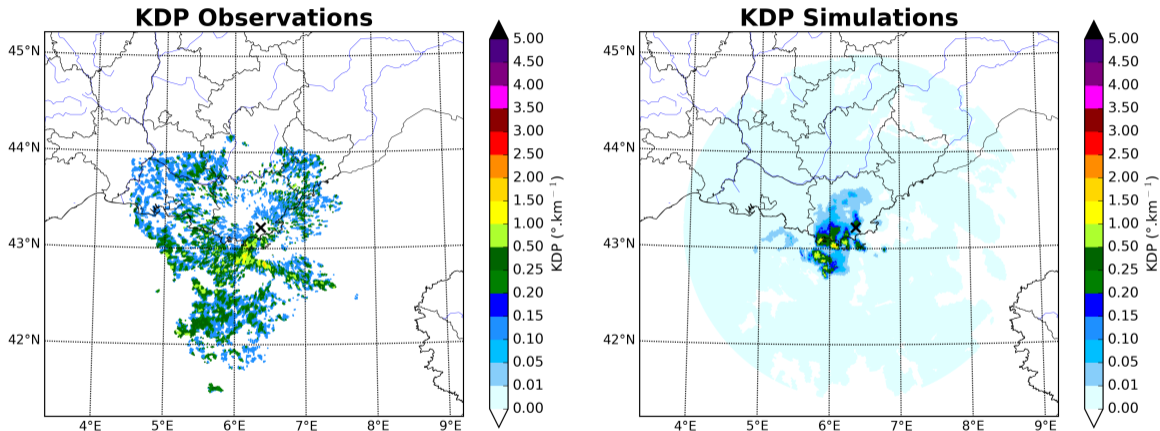 KDP Observations
45°N
44°N
43°N
42°N
4°E
5°E
6°E
7°E
8°E
9°E
5.00
4.50
4.00
3.50
3.00
2.50
2.00
1.50
1.00
0.50
0.25
0.20
0.15
0.10
0.05
0.01
0.00
KDP (°.km⁻¹)
KDP Simulations
45°N
44°N
43°N
42°N
4°E
5°E
6°E
7°E
8°E
9°E
5.00
4.50
4.00
3.50
3.00
2.50
2.00
1.50
1.00
0.50
0.25
0.20
0.15
0.10
0.05
0.01
0.00
KDP (°.km⁻¹)